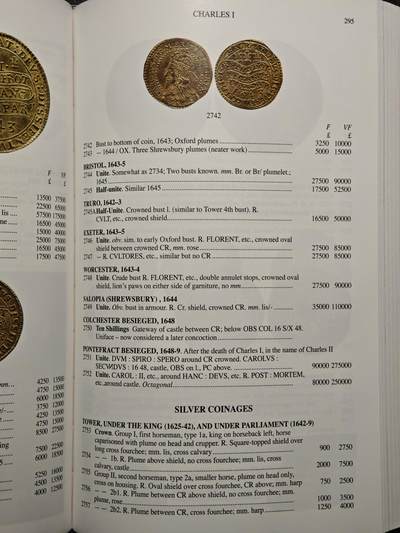 CHARLES I
295
2742
F VF
£ £
2742 Bust to bottom of coin, 1643; Oxford plumes 3250 10000
2743 – 1644 / OX. Three Shrewsbury plumes (neater work) 5000 15000
BRISTOL, 1643-5
2744 Unite. Somewhat as 2734; Two busts known. mm. Br. or Br/ plumelet.;
1645 27500 90000
2745 Half-unite. Similar 1645 17500 52500
TRURO, 1642–3
2745A Half-Unite. Crowned bust l. (similar to Tower 4th bust). R.
CVLT, etc., crowned shield 16500 50000
EXETER, 1643–5
2746 Unite. obv. sim. to early Oxford bust. R. FLORENT, etc., crowned oval
shield between crowned CR, mm. rose 27500 85000
2747 – R. CVLTORES, etc., similar but no CR 27500 85000
WORCESTER, 1643-4
2748 Unite. Crude bust R. FLORENT, etc., double annulet stops, crowned oval
shield, lion's paws on either side of garniture, no mm 27500 90000
SALOPIA (SHREWSBURY) , 1644
2749 Unite. Obv. bust in armour. R. Cr. shield, crowned CR. mm. lis/- 35000 110000
COLCHESTER BESIEGED, 1648
2750 Ten Shillings Gateway of castle between CR; below OBS COL 16 S/X 48.
Uniface – now considered a later concoction
PONTEFRACT BESIEGED, 1648-9. After the death of Charles I, in the name of Charles II
2751 Unite. DVM : SPIRO : SPERO around CR crowned. CAROLVS :
SECWDVS : 16 48, castle, OBS on l., PC above. 90000 275000
2752 Unite. CAROL : II, etc., around HANC : DEVS, etc. R. POST : MORTEM,
etc.,around castle. Octagonal 80000 250000
SILVER COINAGES
TOWER, UNDER THE KING (1625-42), AND UNDER PARLIAMENT (1642-9)
2753 Crown. Group I, first horseman, type 1a, king on horseback left, horse
caparisoned with plume on head and crupper. R. Square-topped shield over
long cross fourchee; mm. lis, cross calvary 900 2750
2754 – – 1b. R. Plume above shield, no cross fourchee; mm. lis, cross
calvary, castle 2000 7500
2755 Group II, second horseman, type 2a, smaller horse, plume on head only,
cross on housing. R. Oval shield over cross fourchee, CR above; mm. harp 750 2500
2756 – – 2b1. R. Plume between CR above shield, no cross fourchee; mm.
plume, rose 1000 3500
2757 – – 2b2. R. Plume between CR, cross fourchee; mm. harp 1250 4000